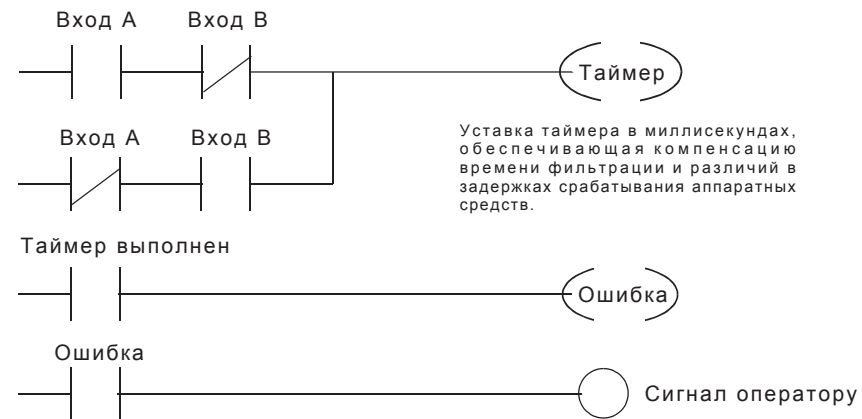 Вход А Вход В
Таймер
Вход А Вход В
Уставка таймера в миллисекундах,
обеспечивающая компенсацию
времени фильтрации и различий в
задержках срабатывания аппаратных
средств.
Таймер выполнен
Ошибка
Ошибка
Сигнал оператору